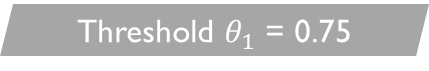 Threshold θ₁ = 0.75